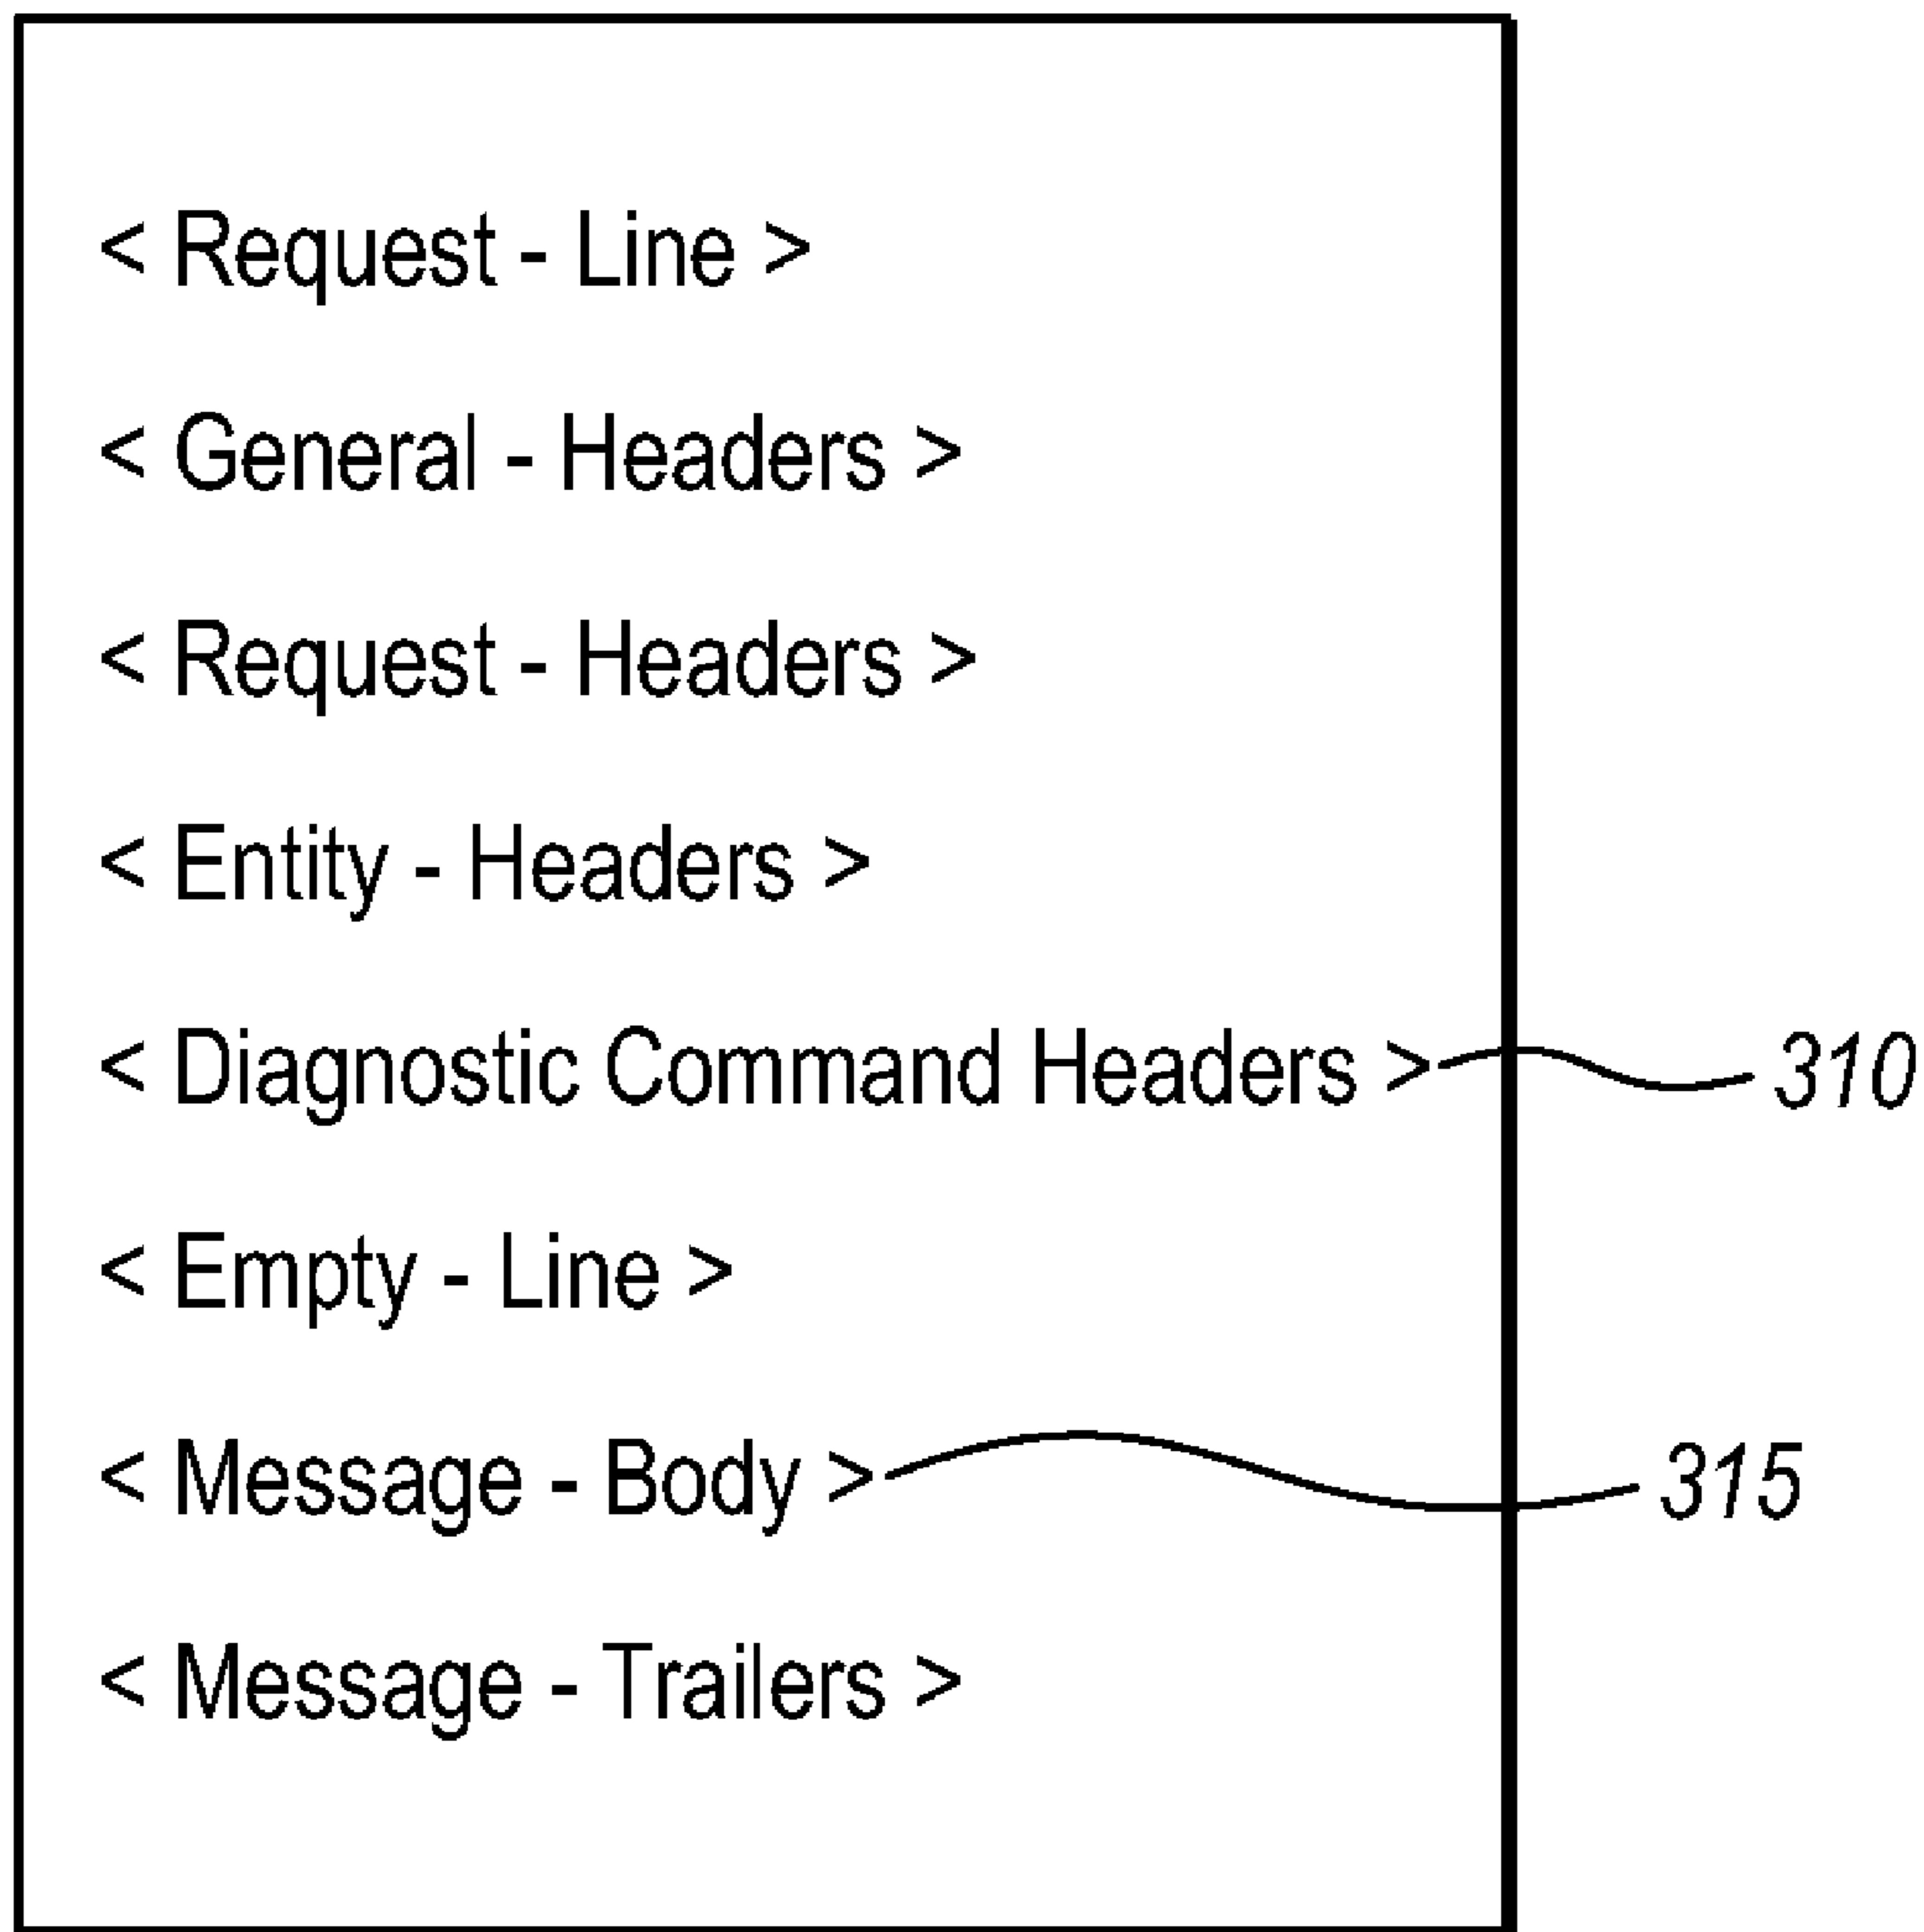 < Request - Line >
< General - Headers >
< Request - Headers >
< Entity - Headers >
< Diagnostic Command Headers > 310
< Empty - Line >
< Message - Body > 315
< Message - Trailers >